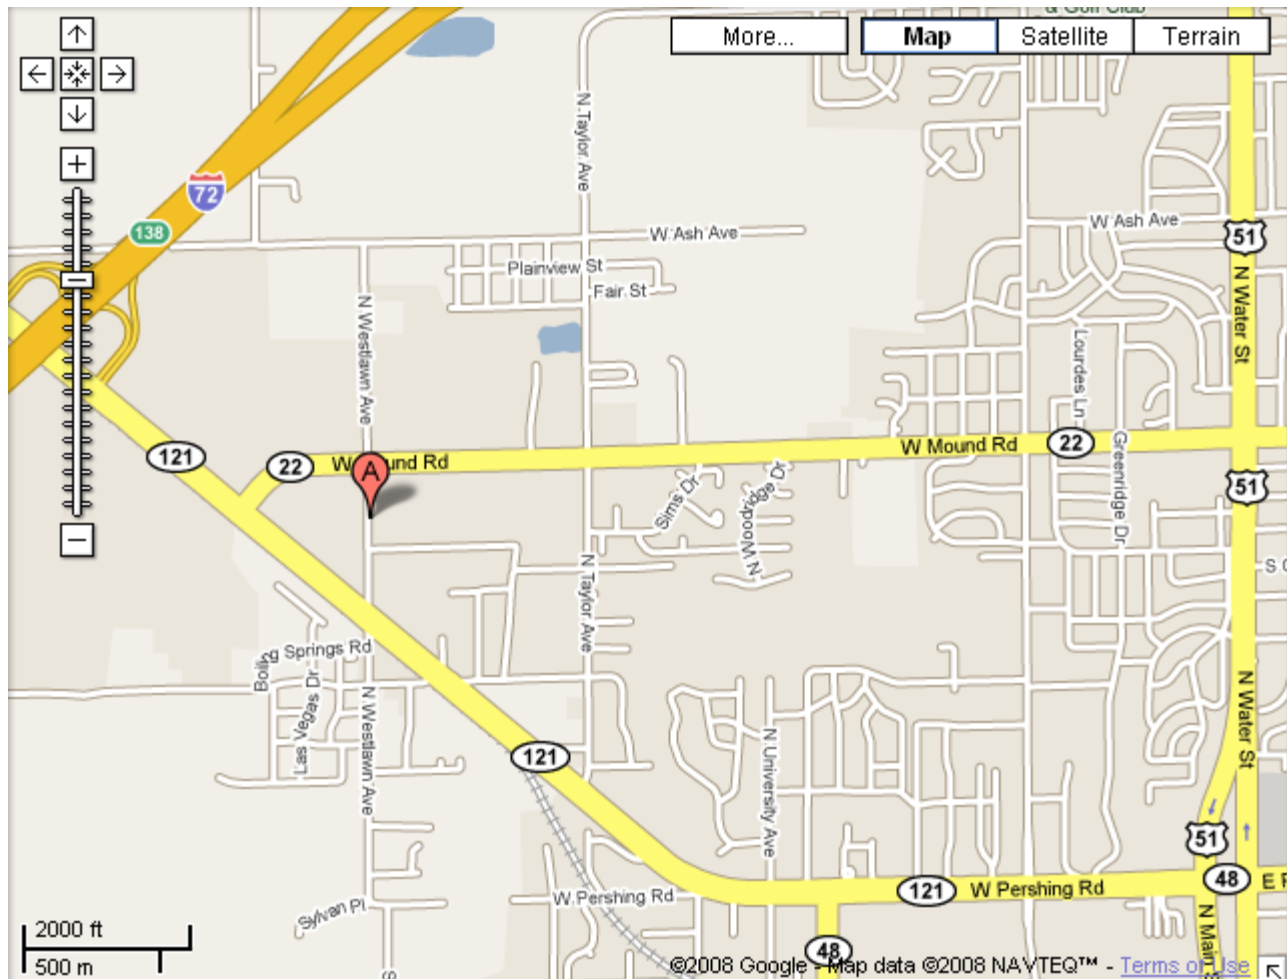 & Golf Club
More...
Map
Satellite
Terrain
N Taylor Ave
72
138
W Ash Ave
W Ash Ave
51
Plainview St
Fair St
N Westlawn Ave
N Water St
Lourdes Ln
121
22
W Mound Rd
A
W Mound Rd
22
Greenridge Dr
51
Sims Dr
N Woodridge Dr
N Taylor Ave
Boiling Springs Rd
Las Vegas Dr
N Westlawn Ave
N University Ave
N Water St
121
51
W Pershing Rd
121
W Pershing Rd
48
Sylvan Pl
N Main
48
2000 ft
500 m
©2008 Google - Map data ©2008 NAVTEQ™ - Terms of Use